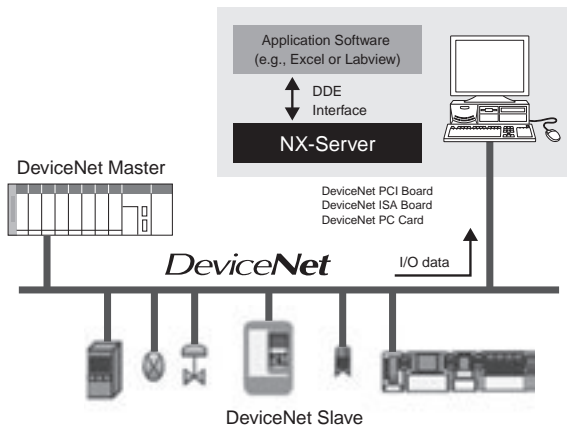 Application Software
(e.g., Excel or Labview)
DDE
Interface
NX-Server
DeviceNet Master
DeviceNet PCI Board
DeviceNet ISA Board
DeviceNet PC Card
DeviceNet
I/O data
DeviceNet Slave